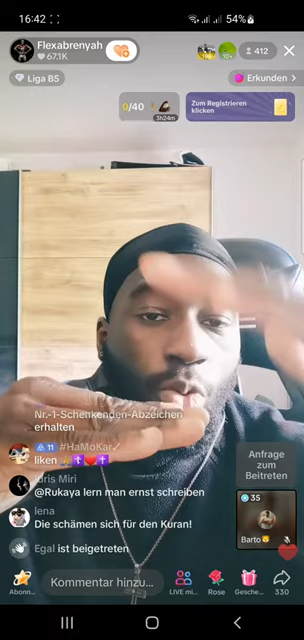 16:42
54%
Flexabrenyah
67.1K
412
Liga B5
Erkunden >
0/40
3h24m
Zum Registrieren
klicken
Nr.-1-Schenkenden-Abzeichen
erhalten
11 #HaMoKar✓
liken 🙏✝️❤️✝️
Idris Miri
@Rukaya lern man ernst schreiben
lena
Die schämen sich für den Kuran!
Egal ist beigetreten
Anfrage
zum
Beitreten
35
Barto
Abonn...
Kommentar hinzu...
LIVE mi...
Rose
Gesche...
330